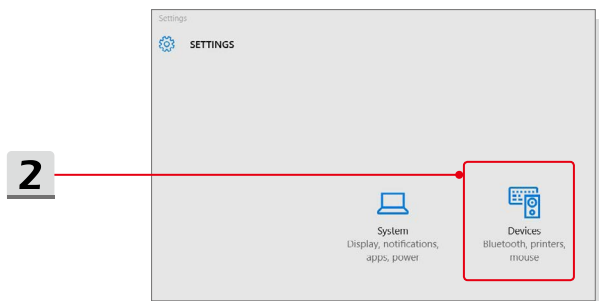 Settings
SETTINGS
2
System
Display, notifications,
apps, power
Devices
Bluetooth, printers,
mouse